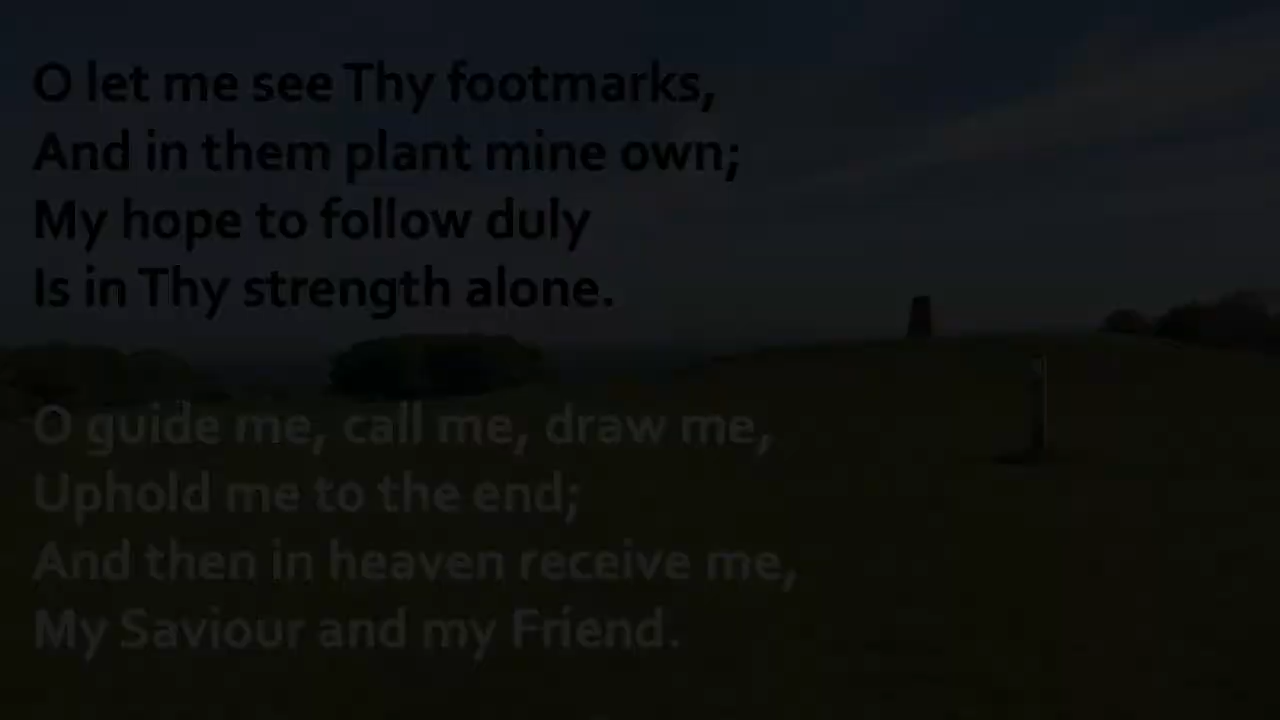 O let me see Thy footmarks,
And in them plant mine own;
My hope to follow duly
Is in Thy strength alone.
O guide me, call me, draw me,
Uphold me to the end;
And then in heaven receive me,
My Saviour and my Friend.